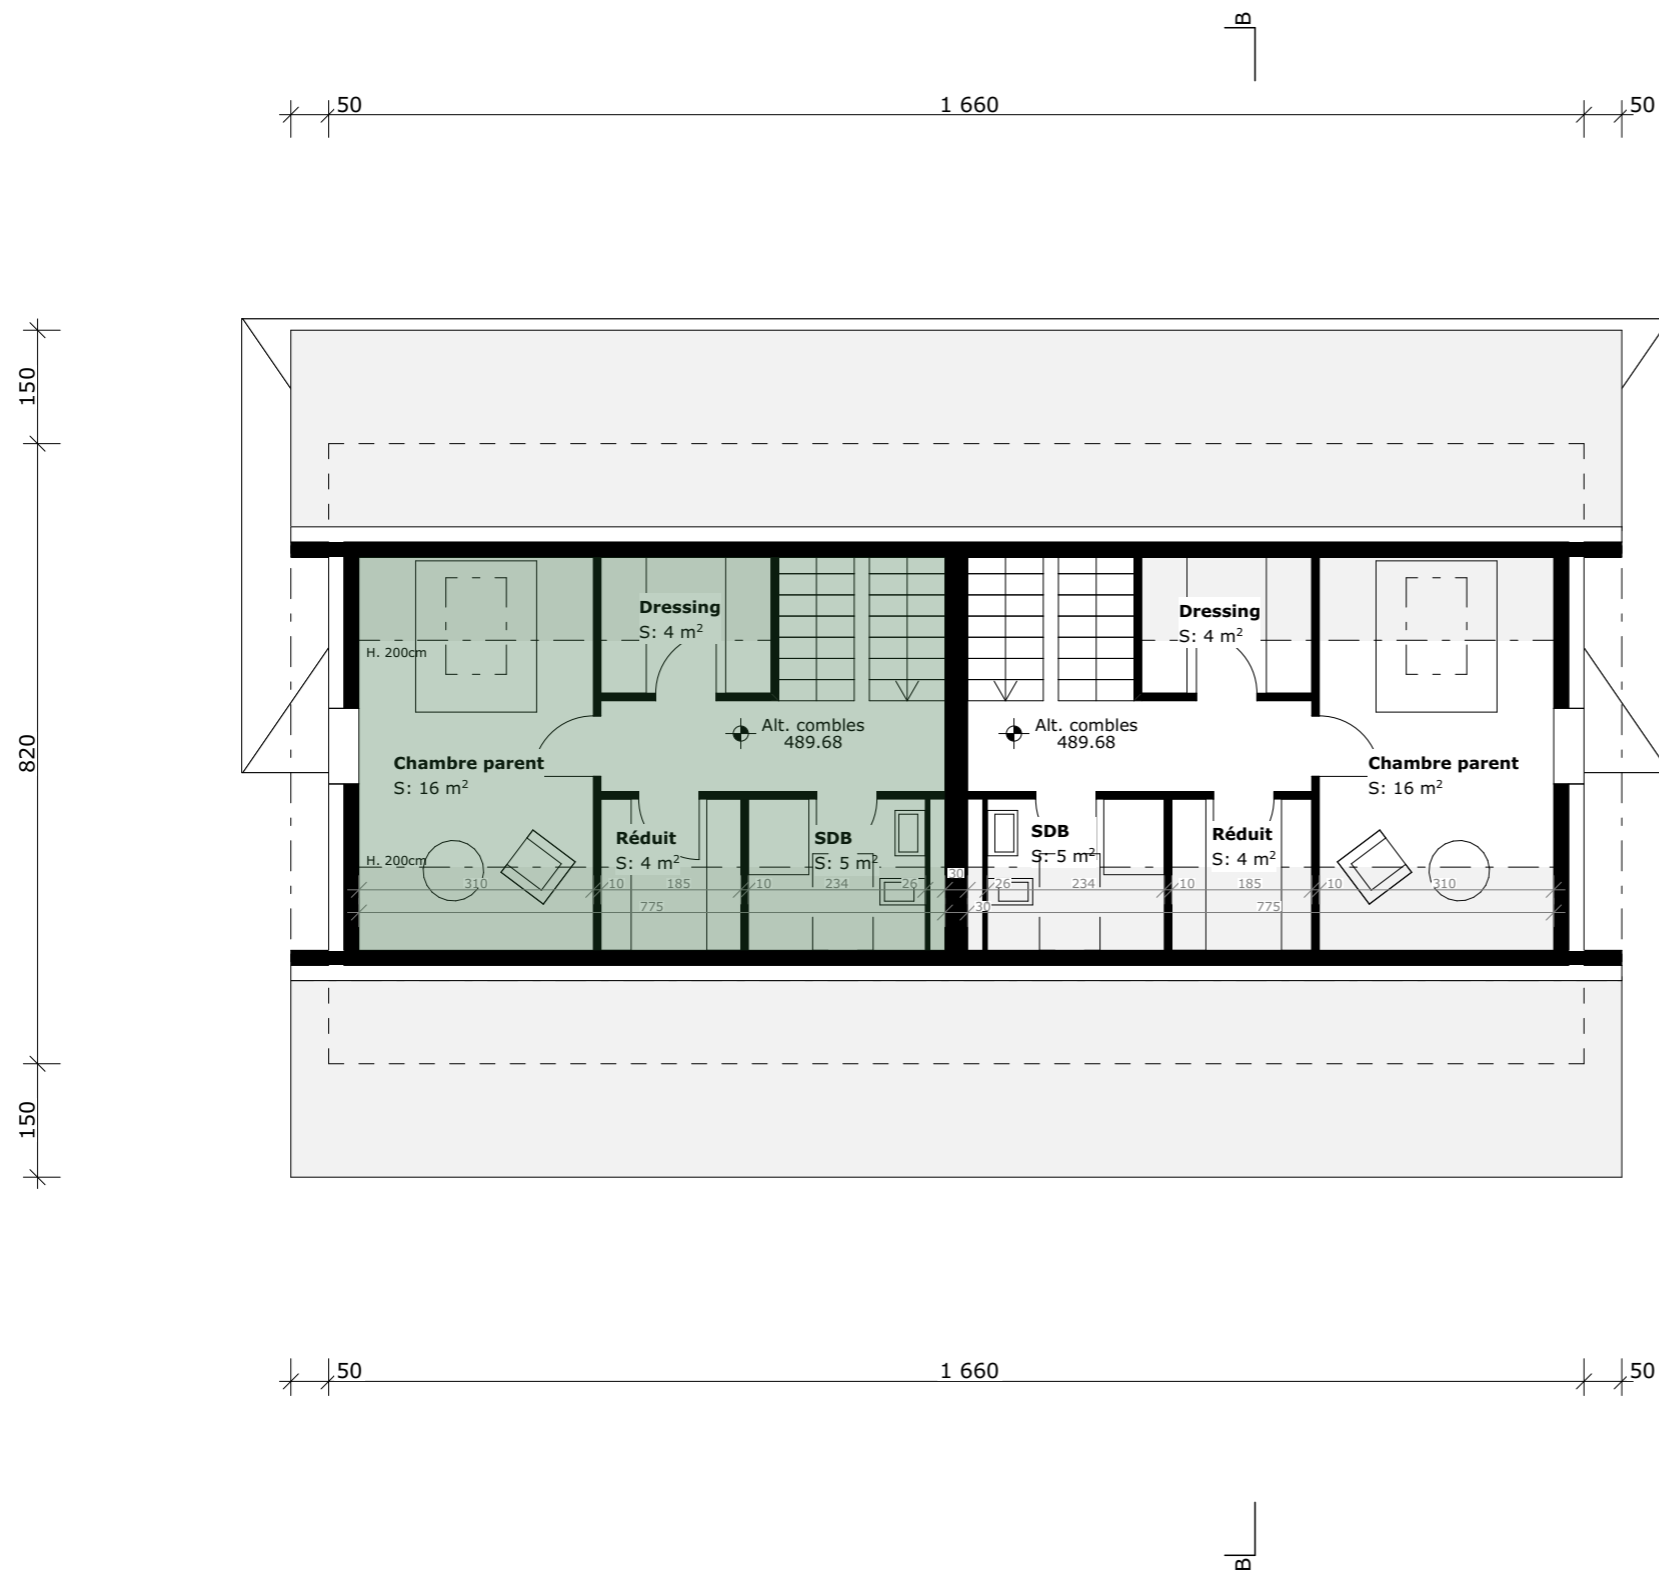 B
50 1 660 50
150
820
150
Dressing
S: 4 m²
Dressing
S: 4 m²
H. 200cm
Alt. combles
489.68
Alt. combles
489.68
Chambre parent
S: 16 m²
Chambre parent
S: 16 m²
Réduit
S: 4 m²
SDB
S: 5 m²
SDB
S: 5 m²
Réduit
S: 4 m²
H. 200cm
310 10 185 10 234 26 30 26 234 10 185 10 310
775 30 775
50 1 660 50
B